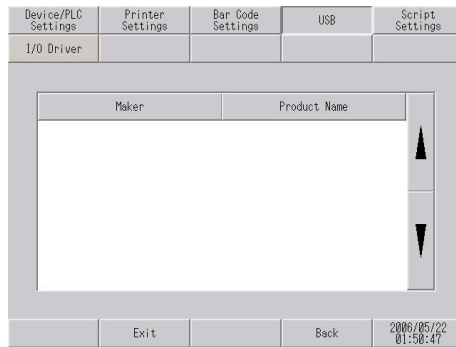 Device/PLC Settings
Printer Settings
Bar Code Settings
USB
Script Settings
I/O Driver
Maker
Product Name
Exit
Back
2006/05/22
01:50:47